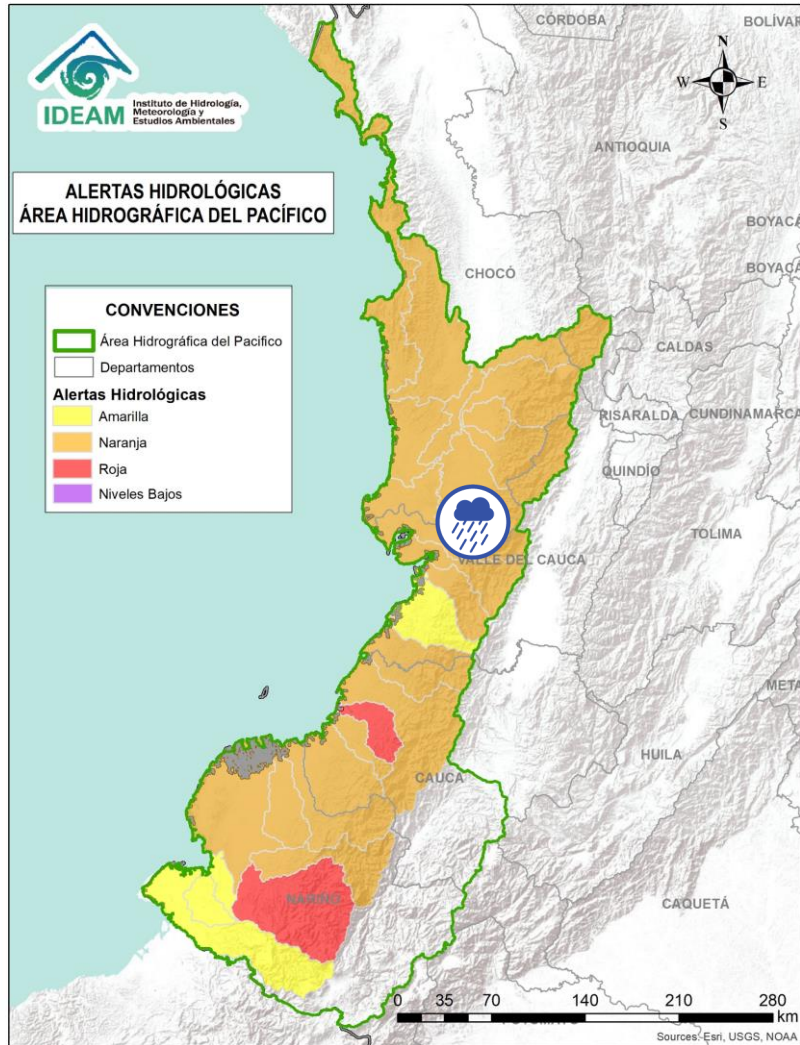 CÓRDOBA
BOLÍVAR
N
W E
S
IDEAM
Instituto de Hidrología,
Meteorología y
Estudios Ambientales
ANTIOQUIA
ALERTAS HIDROLÓGICAS
ÁREA HIDROGRÁFICA DEL PACÍFICO
BOYACÁ
BOYACÁ
CHOCÓ
CONVENCIONES
Área Hidrográfica del Pacifico
Departamentos
Alertas Hidrológicas
Amarilla
Naranja
Roja
Niveles Bajos
CALDAS
RISARALDA
CUNDINAMARCA
QUINDÍO
TOLIMA
VALLE DEL CAUCA
META
HUILA
CAUCA
NARIÑO
CAQUETÁ
0 35 70 140 210 280
km
Sources: Esri, USGS, NOAA